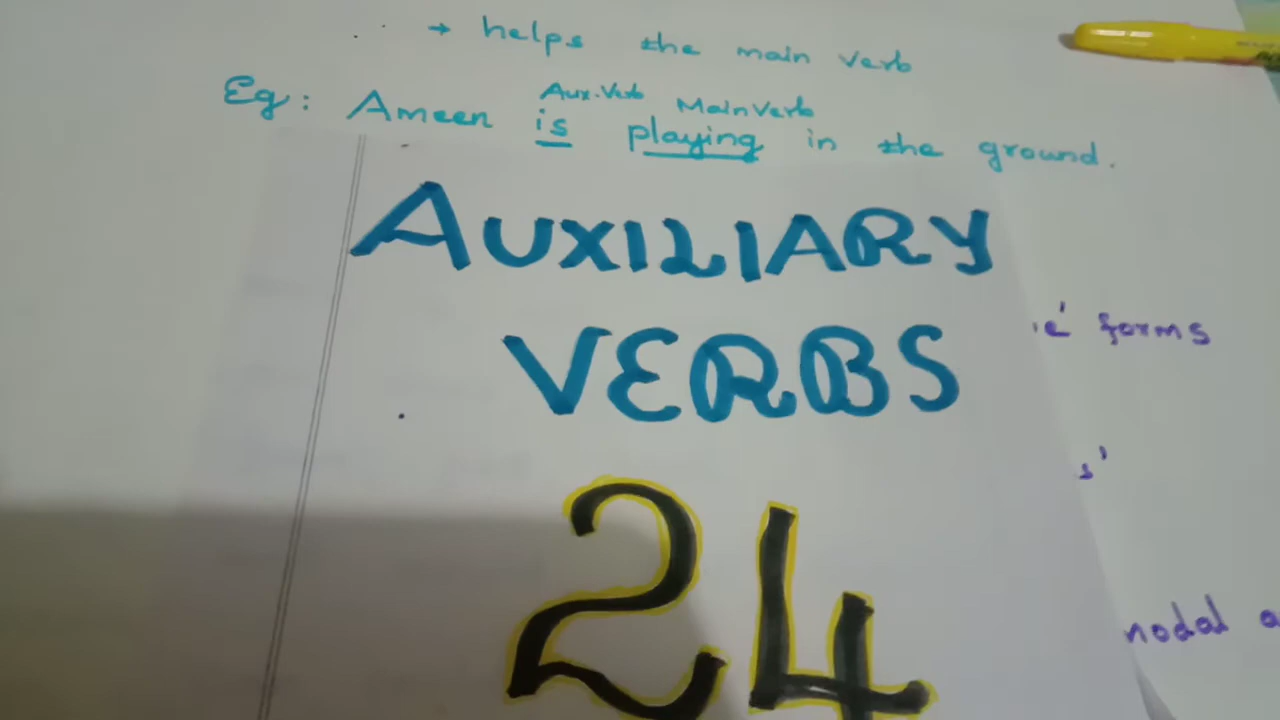 → helps the main verb
Aux.Verb Main Verb
Eg: Ameen is playing in the ground.
AUXILIARY
VERBS
forms
24